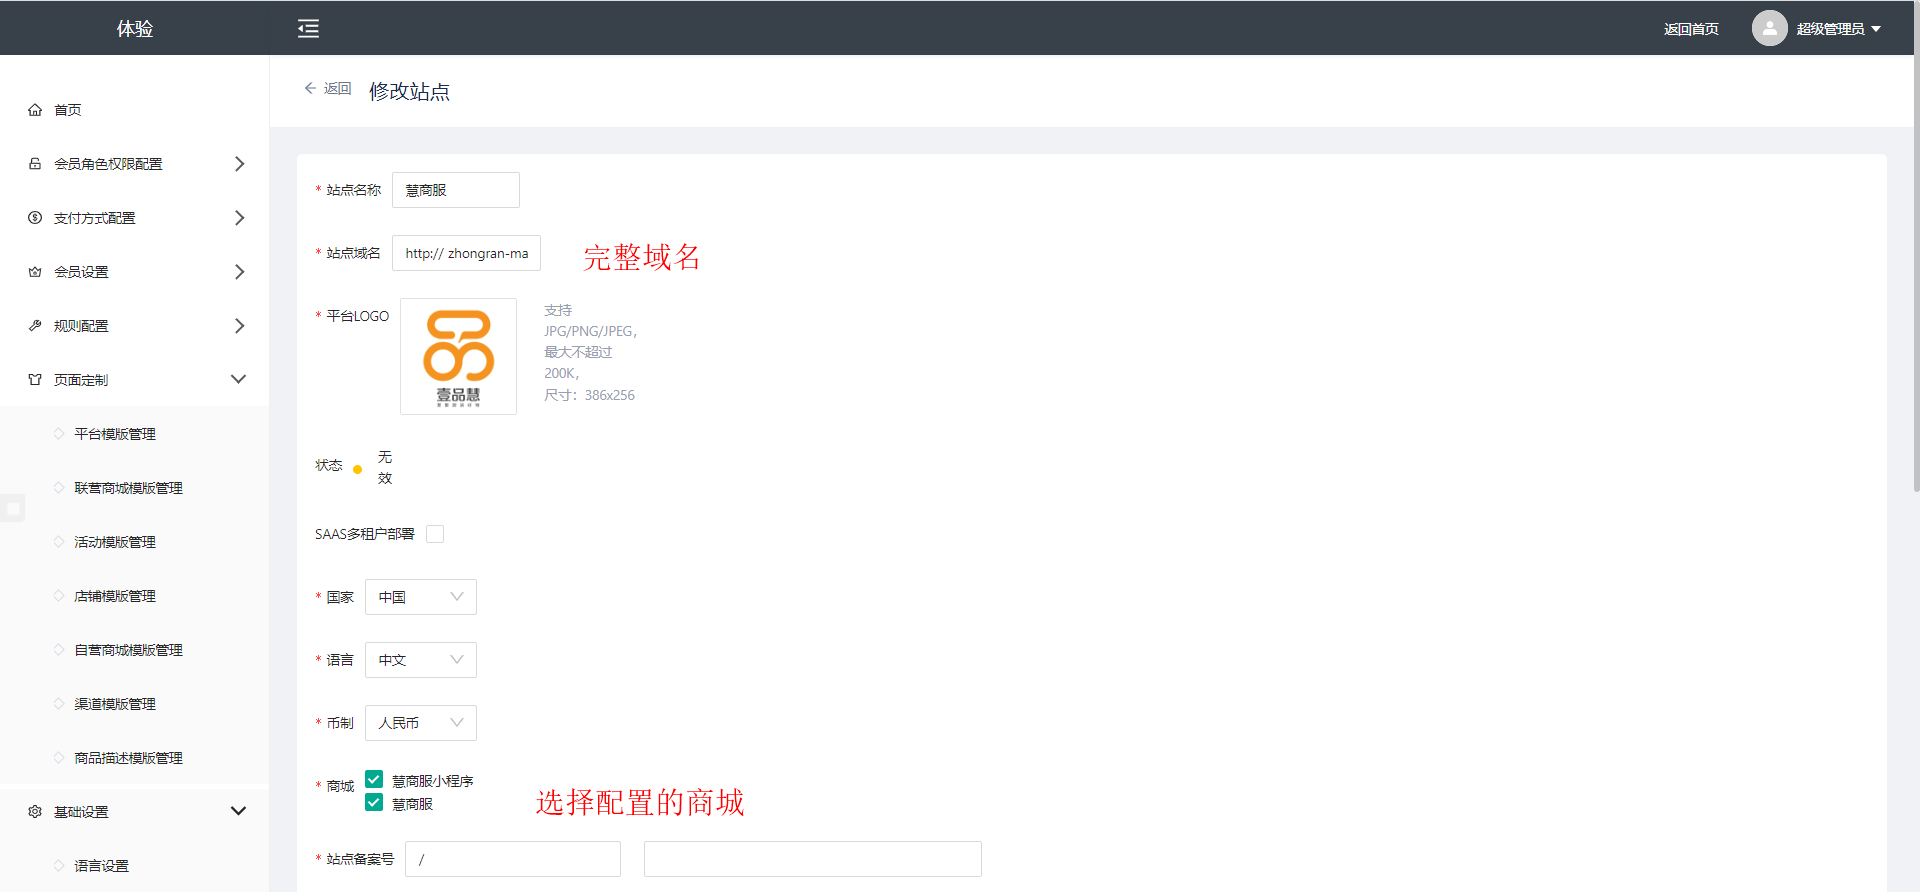 体验
返回首页
超级管理员
首页
会员角色权限配置
支付方式配置
会员设置
规则配置
页面定制
平台模版管理
联营商城模版管理
活动模版管理
店铺模版管理
自营商城模版管理
渠道模版管理
商品描述模版管理
基础设置
语言设置
返回 修改站点
* 站点名称 慧商服
* 站点域名 http:// zhongran-ma 完整域名
* 平台LOGO
壹品慧
支持
JPG/PNG/JPEG，
最大不超过
200K，
尺寸：386x256
状态
无
效
SAAS多租户部署
* 国家 中国
* 语言 中文
* 币制 人民币
* 商城 慧商服小程序
慧商服
选择配置的商城
* 站点备案号 /